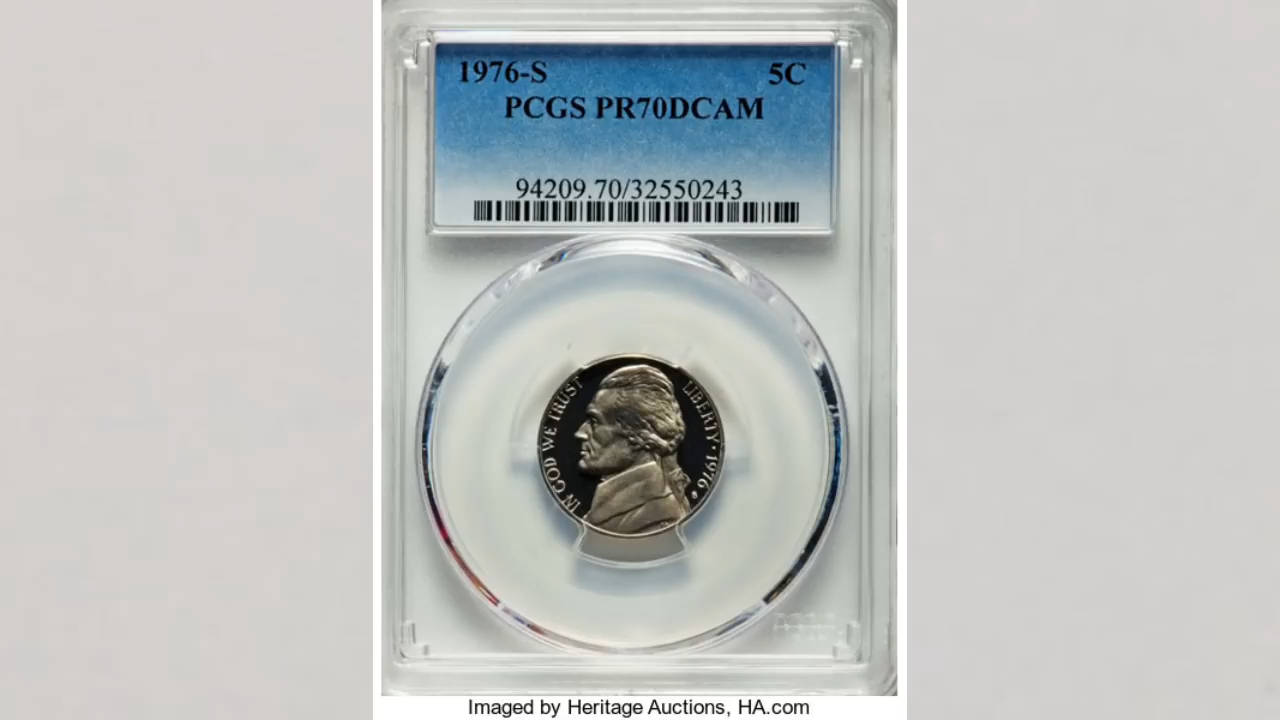 1976-S 5C
PCGS PR70DCAM
94209.70/32550243
IN GOD WE TRUST
LIBERTY · 1976
Imaged by Heritage Auctions, HA.com